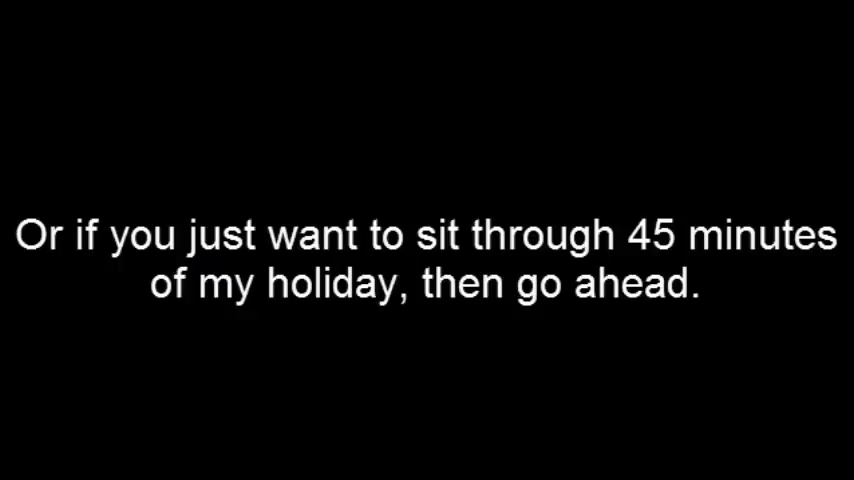 Or if you just want to sit through 45 minutes
of my holiday, then go ahead.